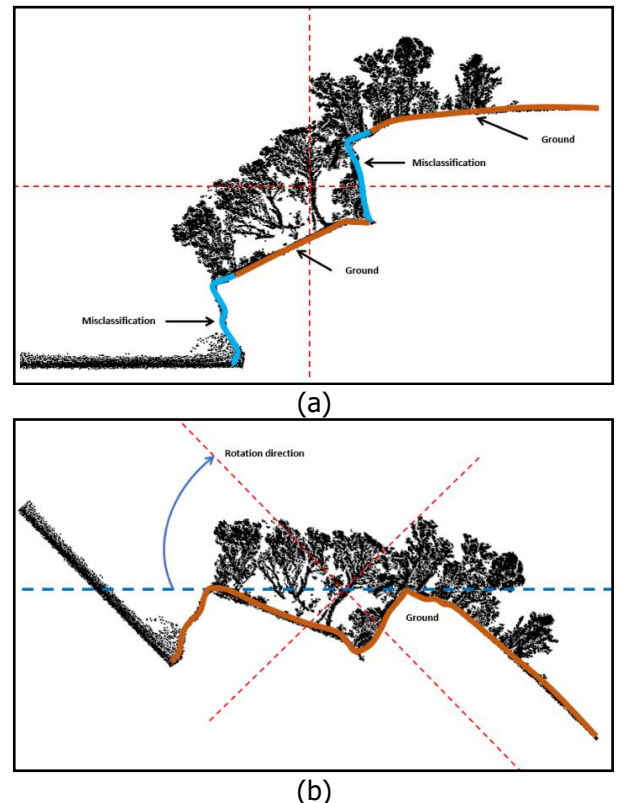 Ground
Misclassification
Ground
Misclassification
(a)
Rotation direction
Ground
(b)